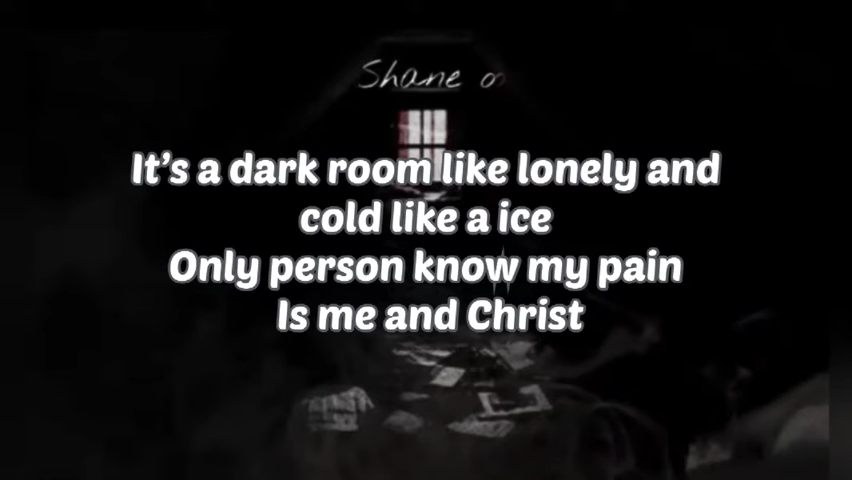 Shane oo
It's a dark room like lonely and
cold like a ice
Only person know my pain
Is me and Christ